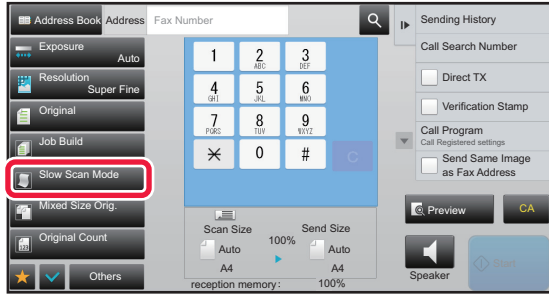 Address Book
Address
Fax Number
Exposure
Auto
Resolution
Super Fine
Original
Job Build
Slow Scan Mode
Mixed Size Orig.
Original Count
Others
1
2
ABC
3
DEF
4
GHI
5
JKL
6
MNO
7
PQRS
8
TUV
9
WXYZ
0
#
C
Scan Size
Send Size
100%
Auto
Auto
A4
A4
reception memory:
100%
Sending History
Call Search Number
Direct TX
Verification Stamp
Call Program
Call Registered settings
Send Same Image
as Fax Address
Preview
CA
Speaker
Start